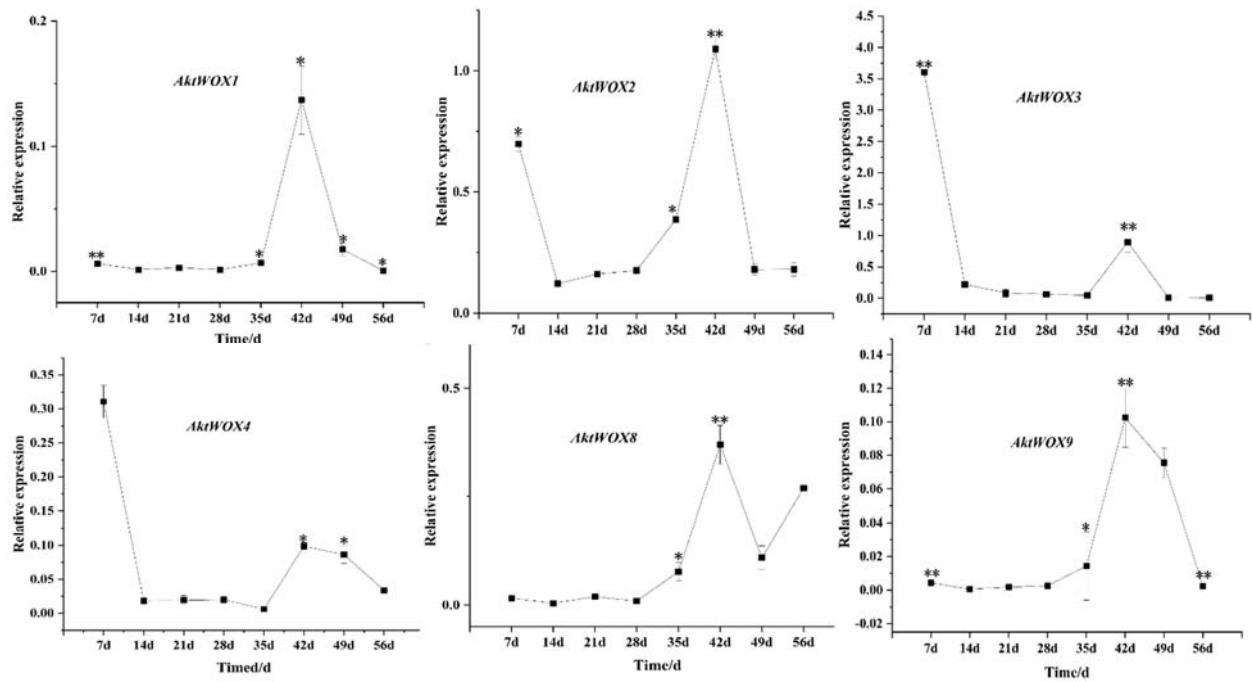 0.2
0.1
0.0
Relative expression
AktWOX1
**
*
*
*
*
7d 14d 21d 28d 35d 42d 49d 56d
Time/d
1.0
0.5
0.0
Relative expression
AktWOX2
*
*
**
7d 14d 21d 28d 35d 42d 49d 56d
Time/d
4.5
4.0
3.5
3.0
2.5
2.0
1.5
1.0
0.5
0.0
Relative expression
AktWOX3
**
**
7d 14d 21d 28d 35d 42d 49d 56d
Time/d
0.35
0.30
0.25
0.20
0.15
0.10
0.05
0.00
Relative expression
AktWOX4
*
*
7d 14d 21d 28d 35d 42d 49d 56d
Timed/d
0.5
0.0
Relative expression
AktWOX8
*
**
7d 14d 21d 28d 35d 42d 49d 56d
Time/d
0.14
0.12
0.10
0.08
0.06
0.04
0.02
0.00
-0.02
Relative expression
AktWOX9
**
*
**
**
7d 14d 21d 28d 35d 42d 49d 56d
Time/d